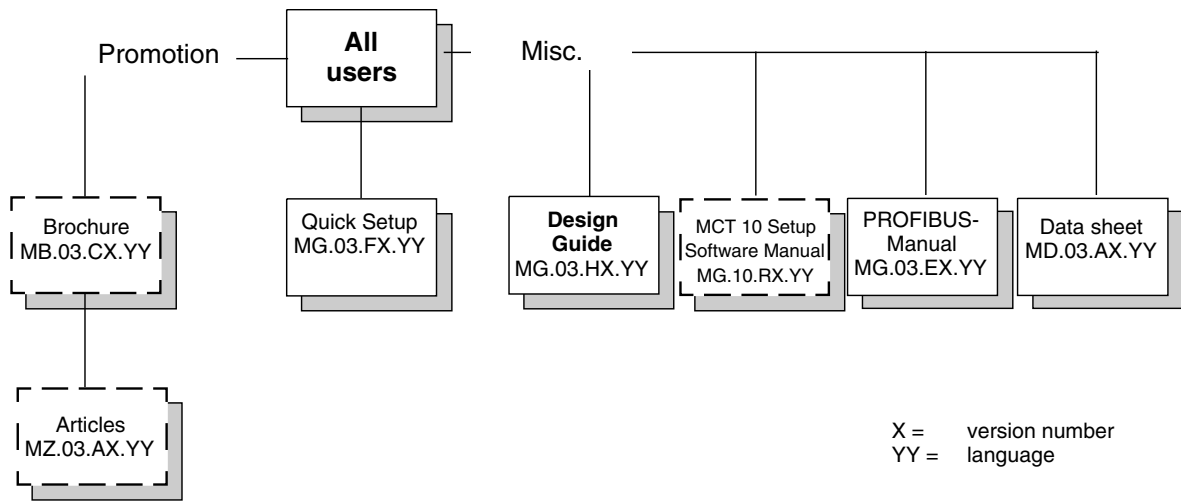 Promotion
All
users
Misc.
Brochure
MB.03.CX.YY
Quick Setup
MG.03.FX.YY
Design
Guide
MG.03.HX.YY
MCT 10 Setup
Software Manual
MG.10.RX.YY
PROFIBUS-
Manual
MG.03.EX.YY
Data sheet
MD.03.AX.YY
Articles
MZ.03.AX.YY
X = version number
YY = language